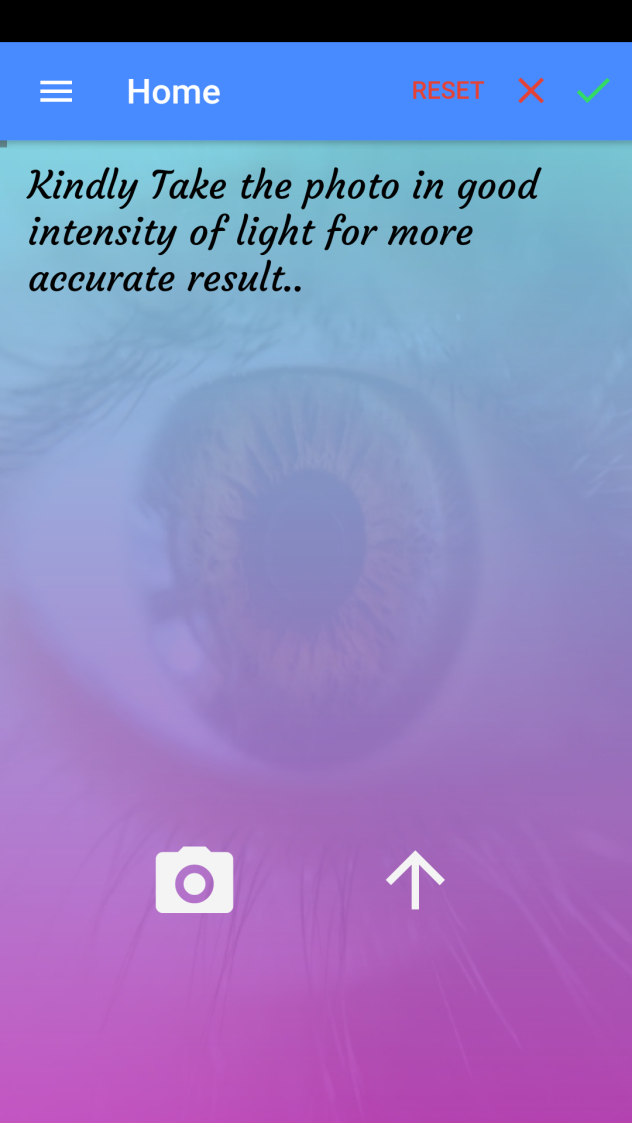 Home RESET
Kindly Take the photo in good
intensity of light for more
accurate result..